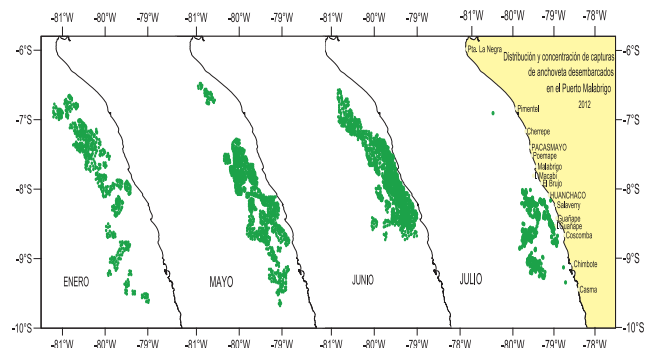 -81°W -80°W -79°W -81°W -80°W -79°W -81°W -80°W -79°W -80°W -79°W -78°W
-6°S
-7°S
-8°S
-9°S
-10°S
-6°S
-7°S
-8°S
-9°S
-10°S
ENERO
MAYO
JUNIO
JULIO
Distribución y concentración de capturas
de anchoveta desembarcados
en el Puerto Malabrigo
2012
Pta. La Negra
Pimentel
Cherrepe
PACASMAYO
Poemape
Malabrigo
Macabí
El Brujo
HUANCHACO
Salaverry
Guañape
Guañape
Coscomba
Chimbote
Casma
-81°W -80°W -79°W -81°W -80°W -79°W -81°W -80°W -79°W -80°W -79°W -78°W